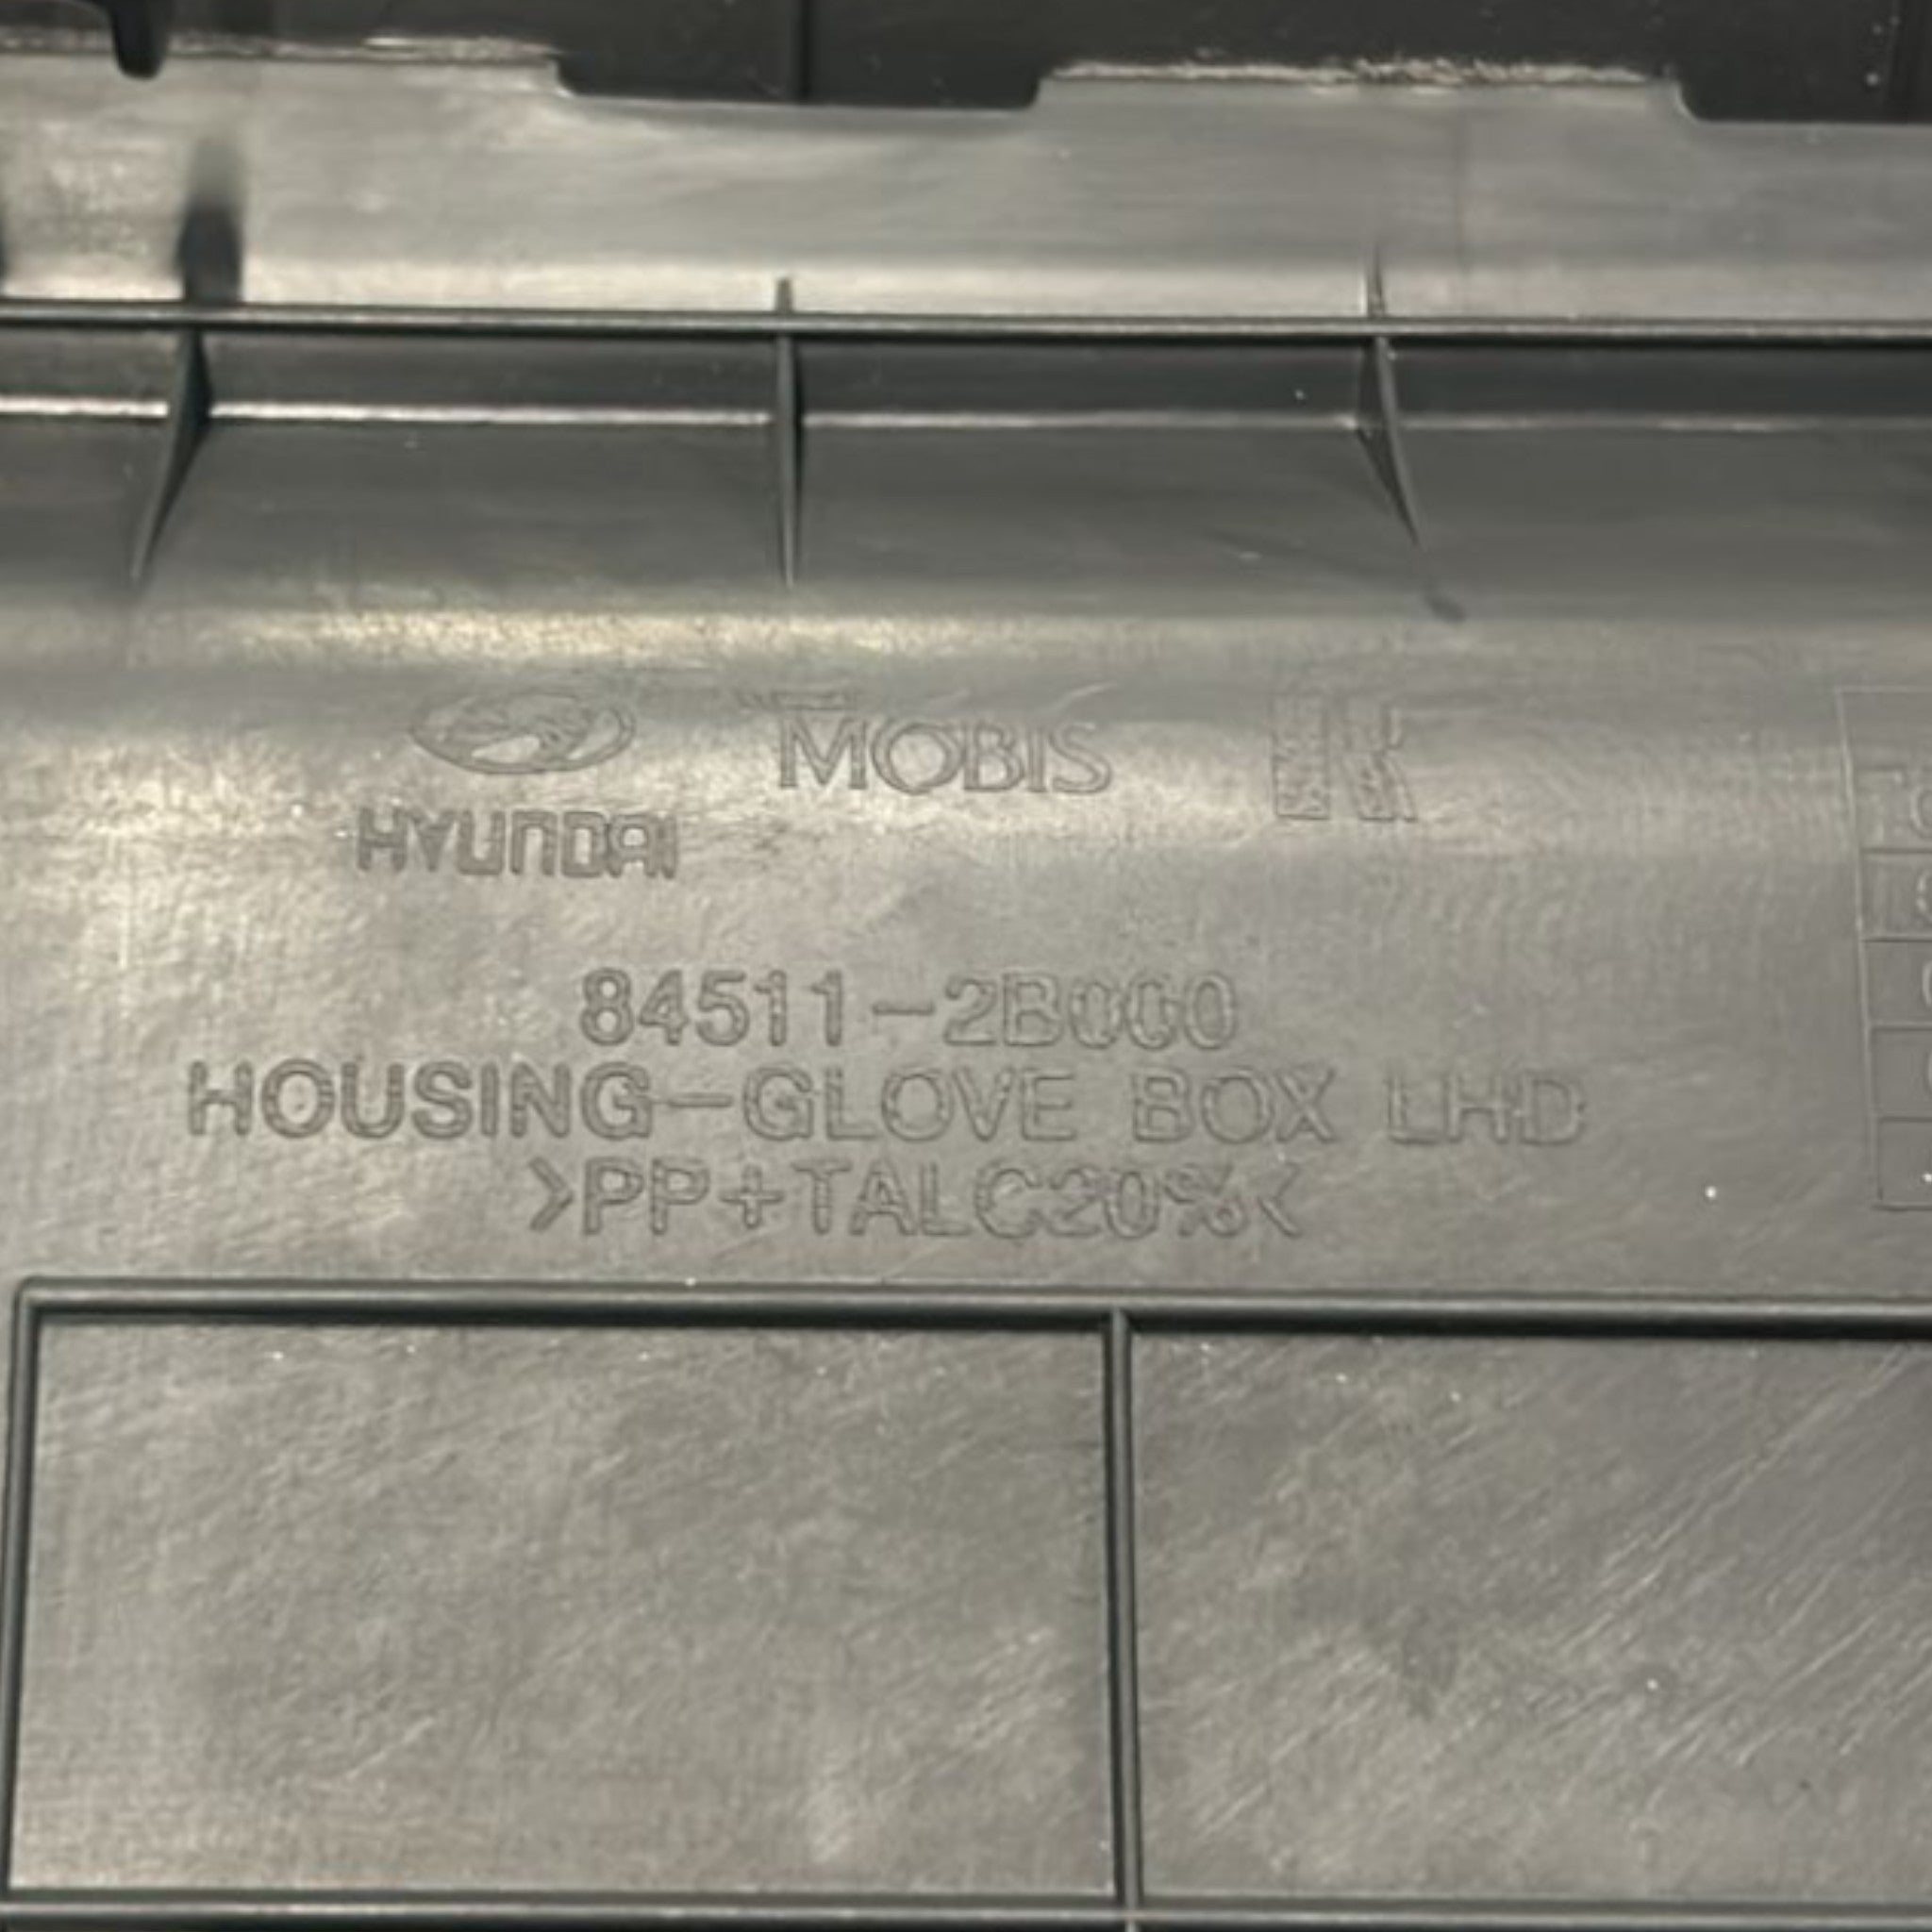 MOBIS
HYUNDAI
84511-2B000
HOUSING-GLOVE BOX LHD
>PP+TALC20%<